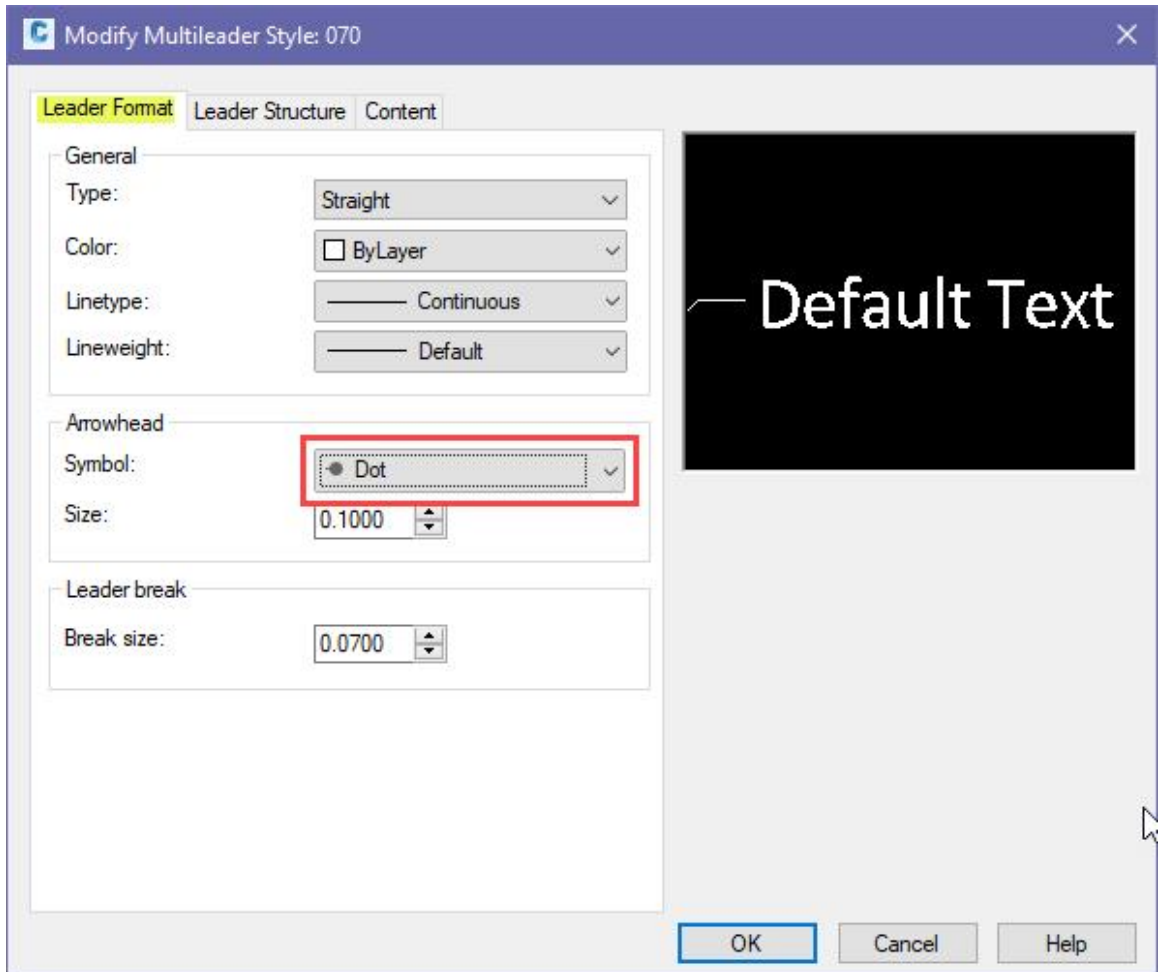 C Modify Multileader Style: 070
Leader Format Leader Structure Content
General
Type: Straight
Color: ByLayer
Linetype: Continuous
Lineweight: Default
Default Text
Arrowhead
Symbol: Dot
Size: 0.1000
Leader break
Break size: 0.0700
OK Cancel Help